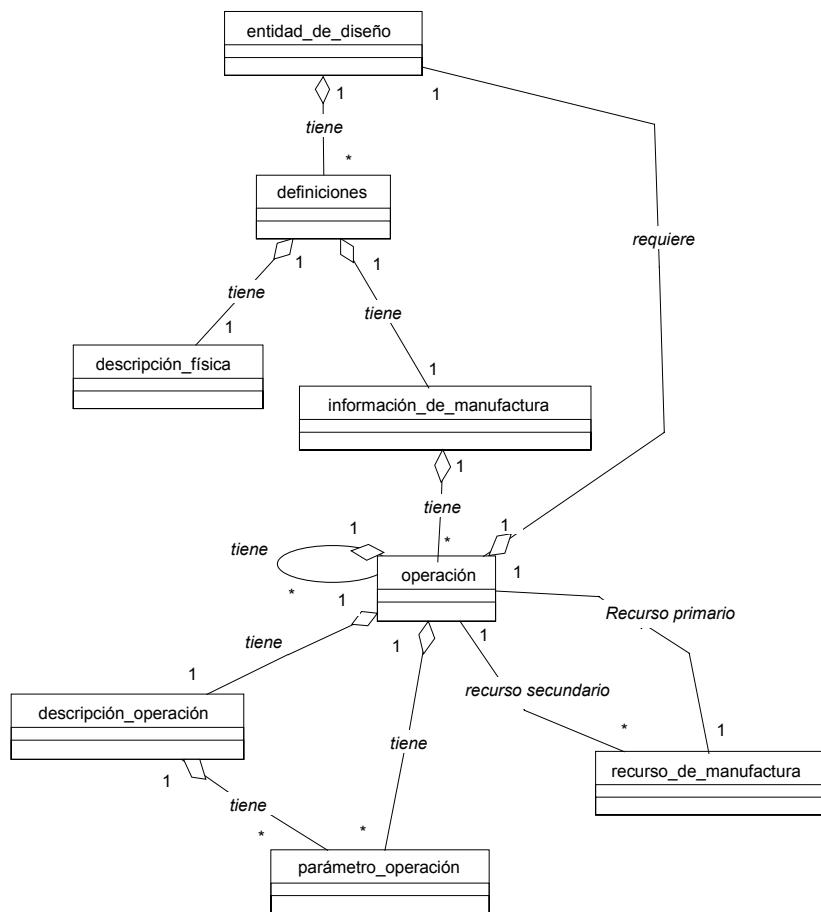 entidad_de_diseño
1
1
tiene
*
definiciones
requiere
1
1
tiene
tiene
1
descripción_física
1
información_de_manufactura
1
tiene
1
1
*
tiene
operación
1
*
1
Recurso primario
1
1
tiene
recurso secundario
1
descripción_operación
*
1
tiene
1
recurso_de_manufactura
tiene
*
*
parámetro_operación